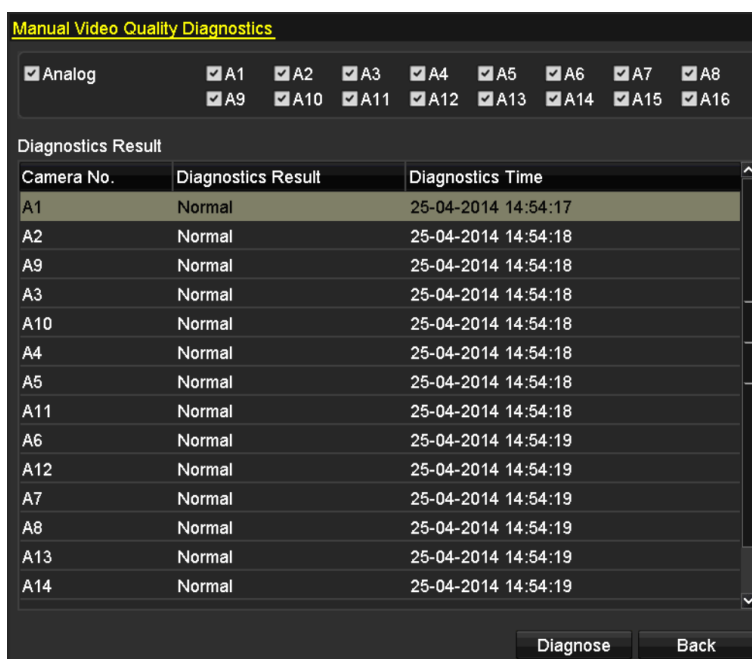 Manual Video Quality Diagnostics
Analog A1 A2 A3 A4 A5 A6 A7 A8
A9 A10 A11 A12 A13 A14 A15 A16
Diagnostics Result
Camera No. Diagnostics Result Diagnostics Time
A1 Normal 25-04-2014 14:54:17
A2 Normal 25-04-2014 14:54:18
A9 Normal 25-04-2014 14:54:18
A3 Normal 25-04-2014 14:54:18
A10 Normal 25-04-2014 14:54:18
A4 Normal 25-04-2014 14:54:18
A5 Normal 25-04-2014 14:54:18
A11 Normal 25-04-2014 14:54:18
A6 Normal 25-04-2014 14:54:19
A12 Normal 25-04-2014 14:54:19
A7 Normal 25-04-2014 14:54:19
A8 Normal 25-04-2014 14:54:19
A13 Normal 25-04-2014 14:54:19
A14 Normal 25-04-2014 14:54:19
Diagnose Back